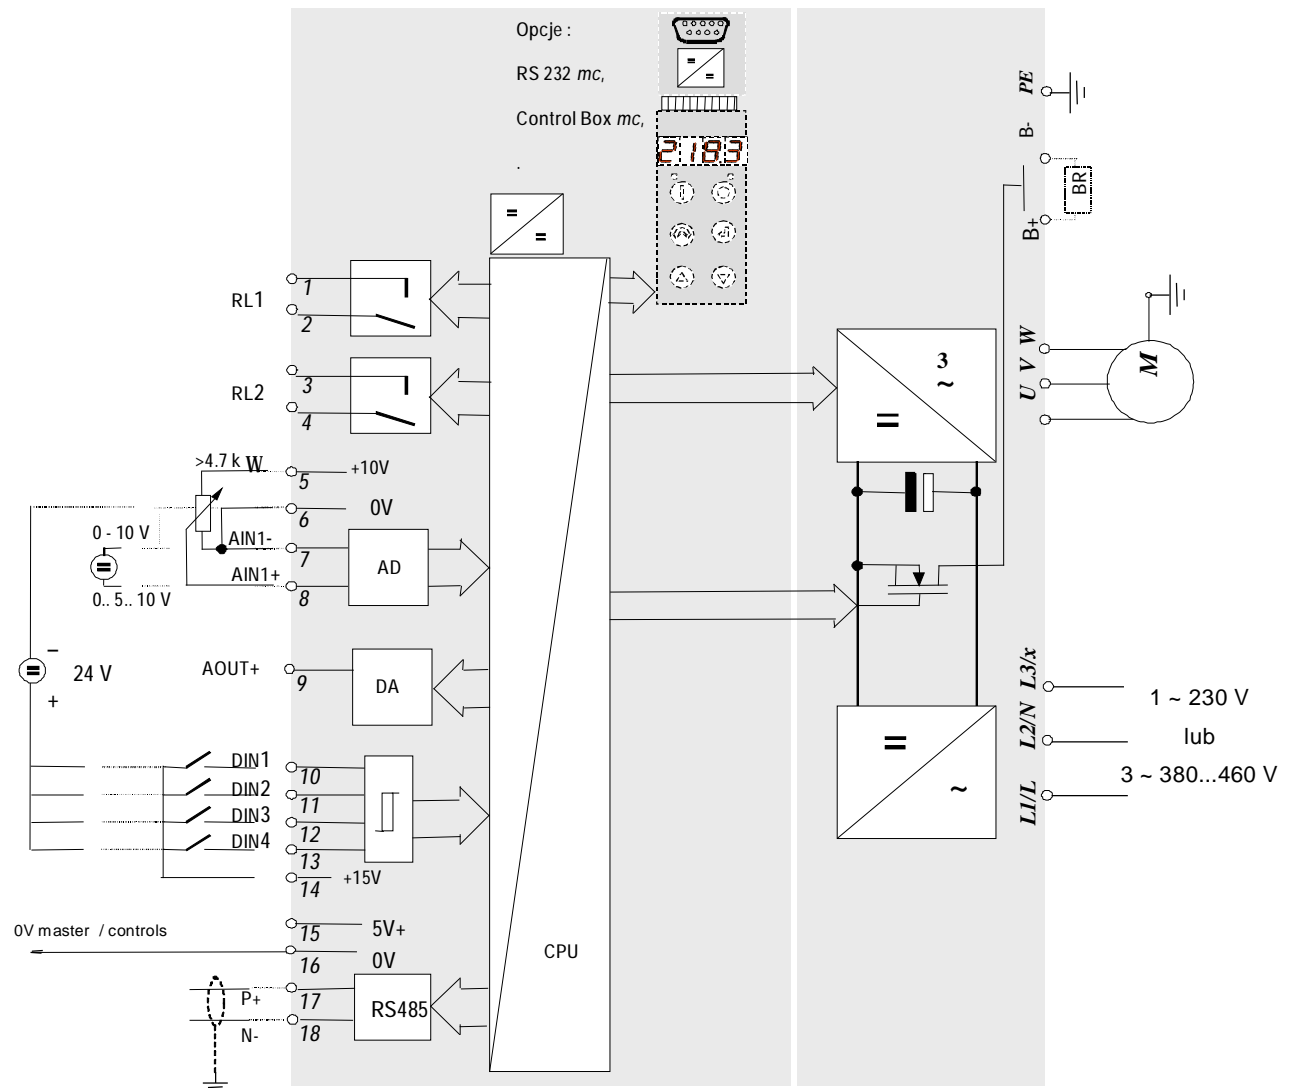 Opcje :
RS 232 mc,
Control Box mc,
.
218.3
PE
B-
BR
B+
RL1
1
2
RL2
3
4
3
~
=
U V W
M
>4.7 k W
5
+10V
6
0V
0 - 10 V
AIN1-
7
AD
AIN1+
8
0.. 5.. 10 V
24 V
−
+
AOUT+
9
DA
L3/x
L2/N
L1/L
1 ~ 230 V
lub
3 ~ 380...460 V
=
~
DIN1
10
DIN2
11
DIN3
12
DIN4
13
14
+15V
0V master / controls
15
5V+
16
0V
CPU
P+
17
RS485
N-
18